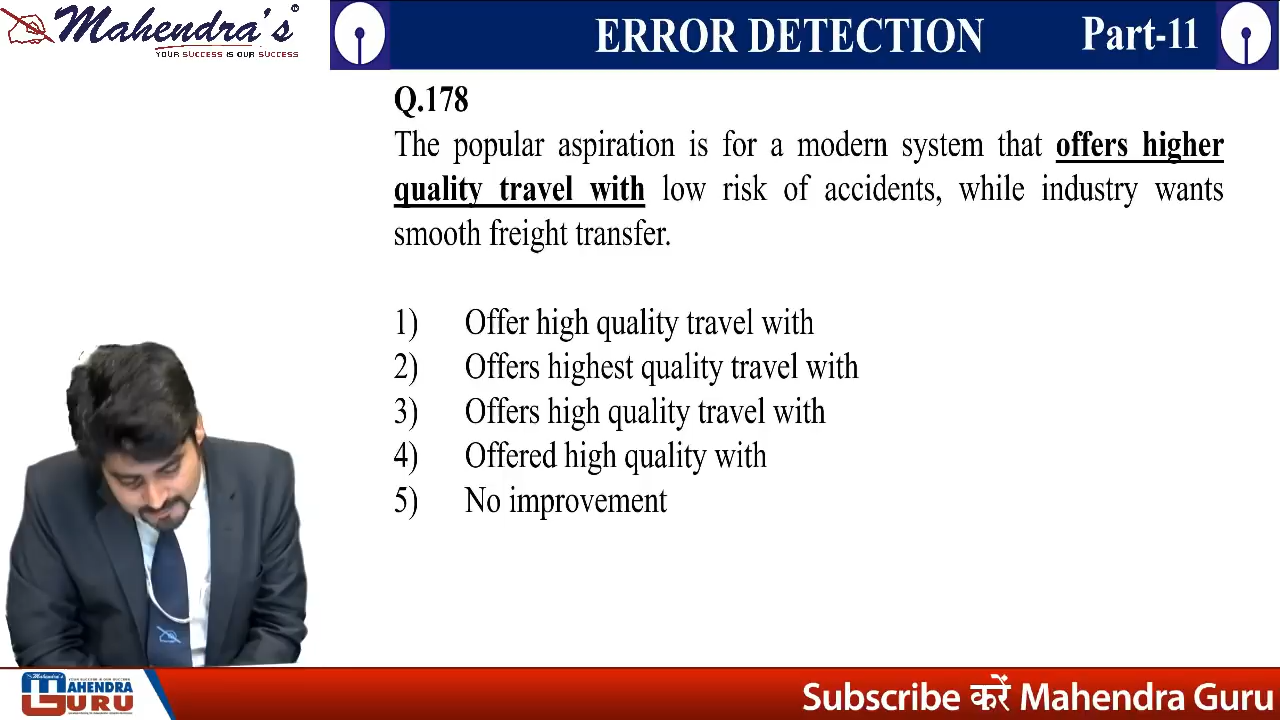 Mahendra's
YOUR SUCCESS IS OUR SUCCESS
ERROR DETECTION
Part-11
Q.178
The popular aspiration is for a modern system that offers higher
quality travel with low risk of accidents, while industry wants
smooth freight transfer.
1) Offer high quality travel with
2) Offers highest quality travel with
3) Offers high quality travel with
4) Offered high quality with
5) No improvement
MAHENDRA
GURU
Subscribe करें Mahendra Guru